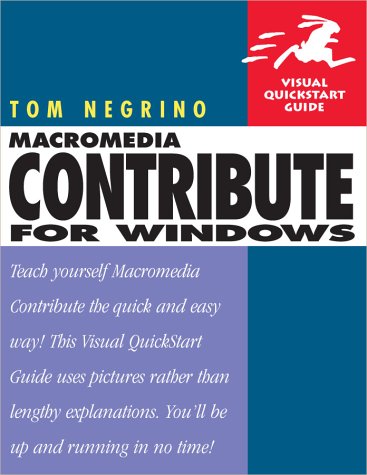 VISUAL
QUICKSTART
GUIDE
TOM NEGRINO
MACROMEDIA
CONTRIBUTE
FOR WINDOWS
Teach yourself Macromedia
Contribute the quick and easy
way! This Visual QuickStart
Guide uses pictures rather than
lengthy explanations. You'll be
up and running in no time!